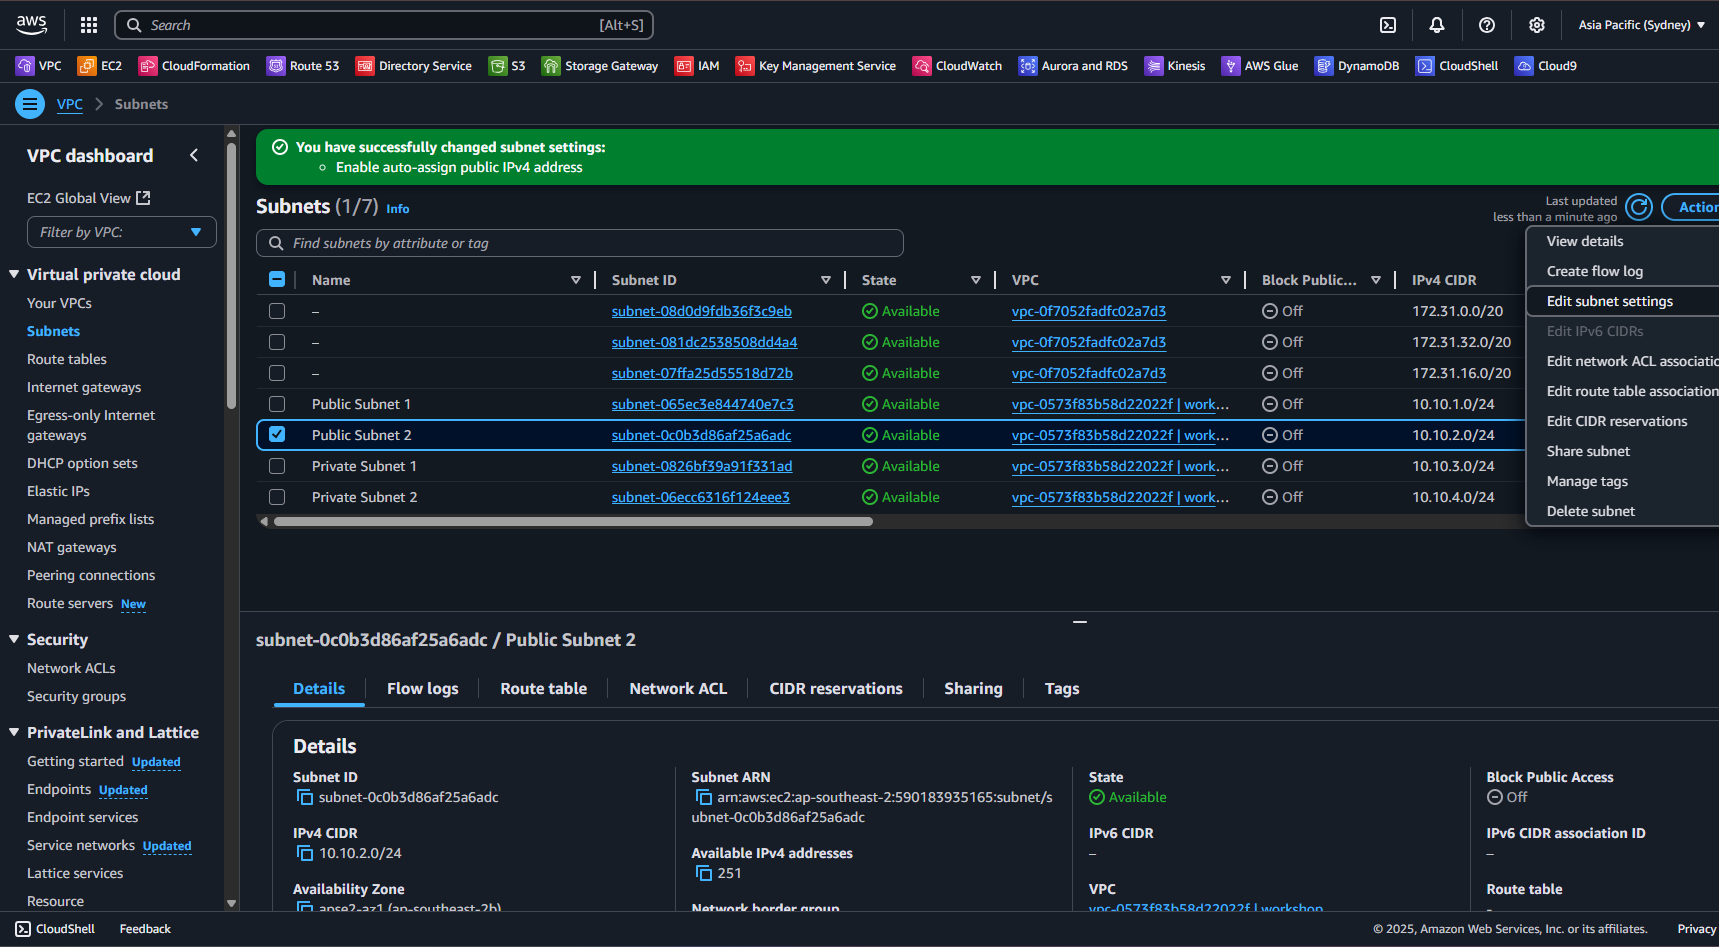 aws
Search [Alt+S]
Asia Pacific (Sydney)
VPC EC2 CloudFormation Route 53 Directory Service S3 Storage Gateway IAM Key Management Service CloudWatch Aurora and RDS Kinesis AWS Glue DynamoDB CloudShell Cloud9
VPC Subnets
VPC dashboard
EC2 Global View
Filter by VPC:
Virtual private cloud
Your VPCs
Subnets
Route tables
Internet gateways
Egress-only Internet
gateways
DHCP option sets
Elastic IPs
Managed prefix lists
NAT gateways
Peering connections
Route servers New
Security
Network ACLs
Security groups
PrivateLink and Lattice
Getting started Updated
Endpoints Updated
Endpoint services
Service networks Updated
Lattice services
Resource
You have successfully changed subnet settings:
Enable auto-assign public IPv4 address
Subnets (1/7) Info
Last updated
less than a minute ago
Action
Find subnets by attribute or tag
Name Subnet ID State VPC Block Public... IPv4 CIDR
– subnet-08d0d9fdb36f3c9eb Available vpc-0f7052fadfc02a7d3 Off 172.31.0.0/20
– subnet-081dc2538508dd4a4 Available vpc-0f7052fadfc02a7d3 Off 172.31.32.0/20
– subnet-07ffa25d55518d72b Available vpc-0f7052fadfc02a7d3 Off 172.31.16.0/20
Public Subnet 1 subnet-065ec3e844740e7c3 Available vpc-0573f83b58d22022f | work... Off 10.10.1.0/24
Public Subnet 2 subnet-0c0b3d86af25a6adc Available vpc-0573f83b58d22022f | work... Off 10.10.2.0/24
Private Subnet 1 subnet-0826bf39a91f331ad Available vpc-0573f83b58d22022f | work... Off 10.10.3.0/24
Private Subnet 2 subnet-06ecc6316f124eee3 Available vpc-0573f83b58d22022f | work... Off 10.10.4.0/24
View details
Create flow log
Edit subnet settings
Edit IPv6 CIDRs
Edit network ACL associatio
Edit route table association
Edit CIDR reservations
Share subnet
Manage tags
Delete subnet
subnet-0c0b3d86af25a6adc / Public Subnet 2
Details Flow logs Route table Network ACL CIDR reservations Sharing Tags
Details
Subnet ID
subnet-0c0b3d86af25a6adc
IPv4 CIDR
10.10.2.0/24
Availability Zone
apse2-az1 (ap-southeast-2b)
Subnet ARN
arn:aws:ec2:ap-southeast-2:590183935165:subnet/s
ubnet-0c0b3d86af25a6adc
Available IPv4 addresses
251
Network border group
State
Available
IPv6 CIDR
–
VPC
vpc-0573f83b58d22022f | workshop
Block Public Access
Off
IPv6 CIDR association ID
–
Route table
CloudShell Feedback
© 2025, Amazon Web Services, Inc. or its affiliates. Privacy